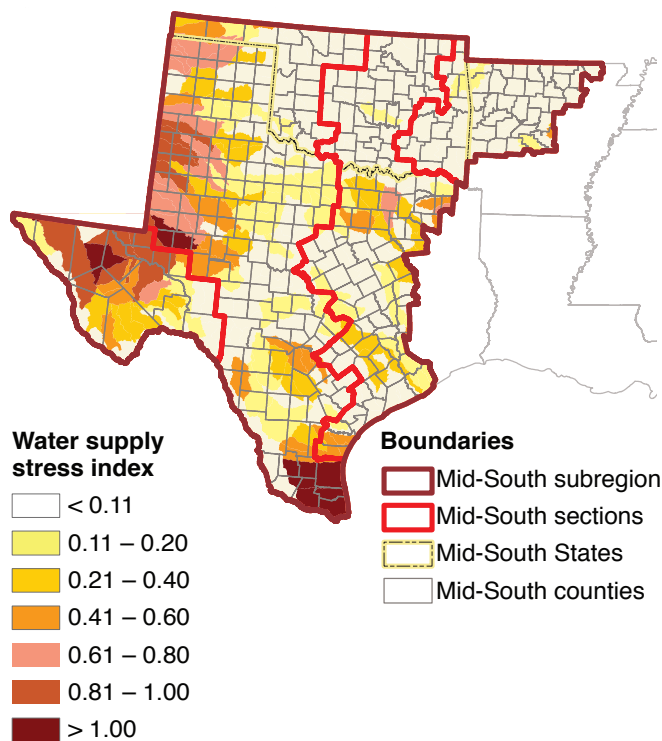 Water supply
stress index
< 0.11
0.11 – 0.20
0.21 – 0.40
0.41 – 0.60
0.61 – 0.80
0.81 – 1.00
> 1.00
Boundaries
Mid-South subregion
Mid-South sections
Mid-South States
Mid-South counties